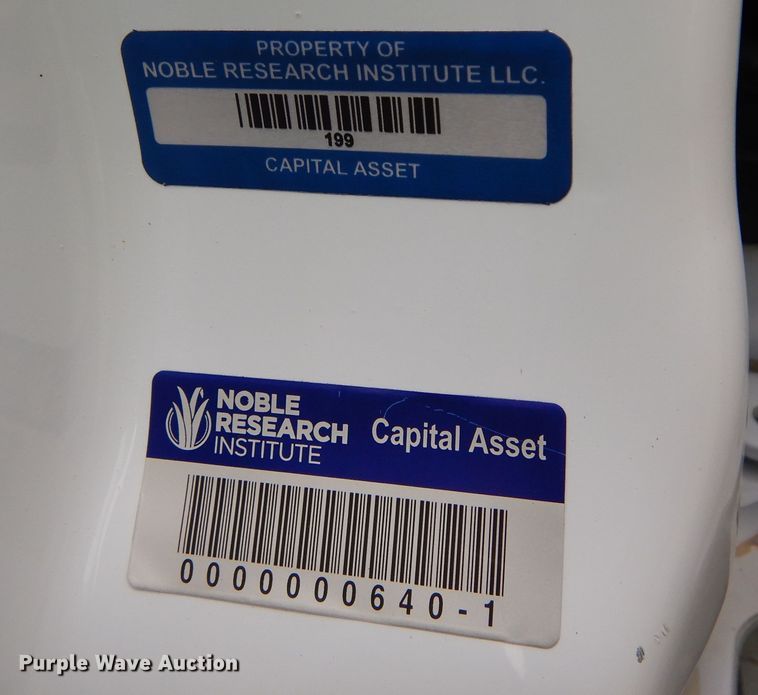 PROPERTY OF
NOBLE RESEARCH INSTITUTE LLC.
199
CAPITAL ASSET
NOBLE
RESEARCH
INSTITUTE
Capital Asset
0000000640-1
Purple Wave Auction